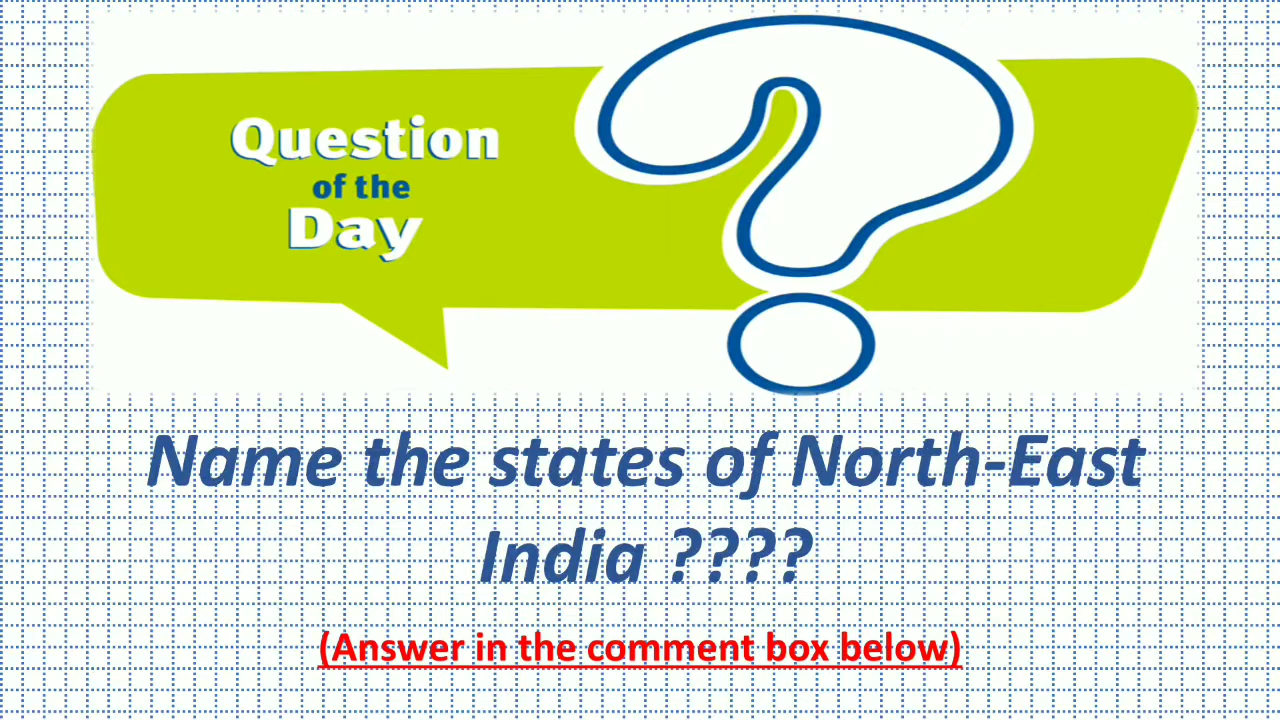 Question
of the
Day
Name the states of North-East
India ????
(Answer in the comment box below)